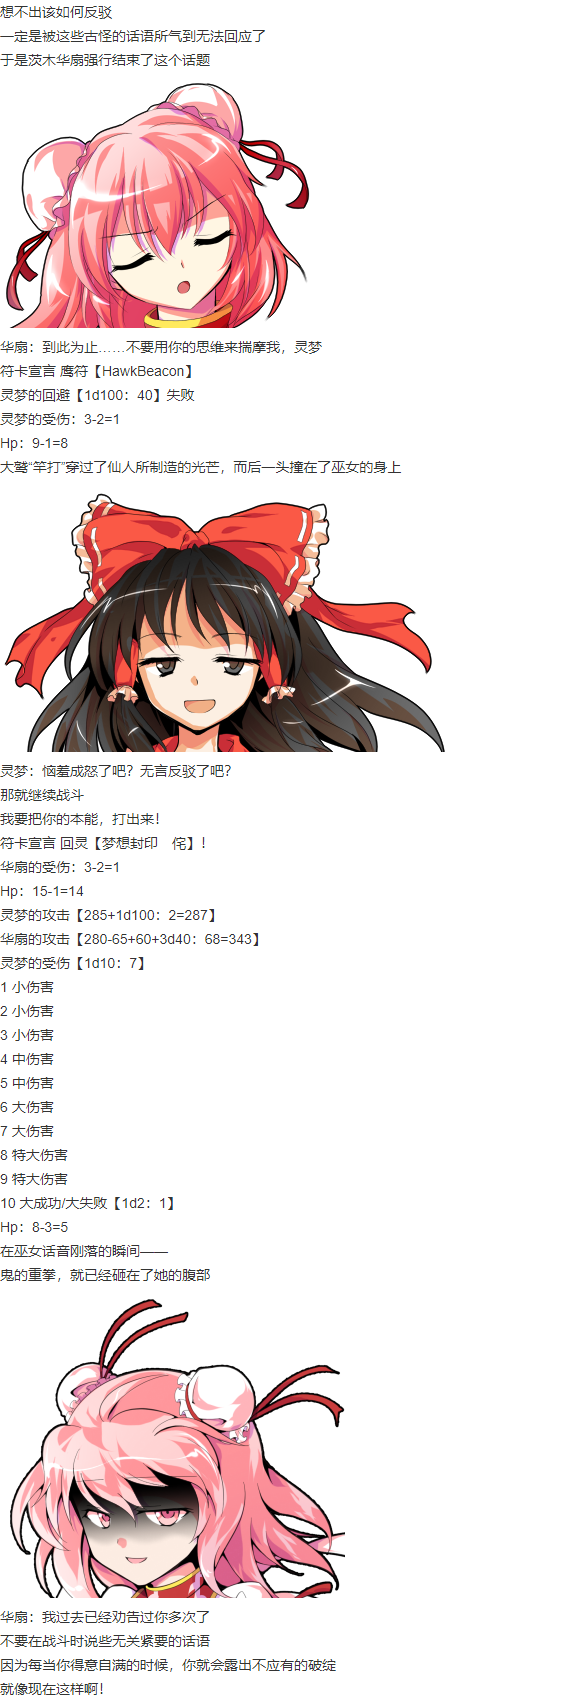 想不出该如何反驳
一定是被这些古怪的话语所气到无法回应了
于是茨木华扇强行结束了这个话题
华扇：到此为止……不要用你的思维来揣摩我，灵梦
符卡宣言 鹰符【HawkBeacon】
灵梦的回避【1d100：40】失败
灵梦的受伤：3-2=1
Hp：9-1=8
大鹫“竿打”穿过了仙人所制造的光芒，而后一头撞在了巫女的身上
灵梦：恼羞成怒了吧？无言反驳了吧？
那就继续战斗
我要把你的本能，打出来！
符卡宣言 回灵【梦想封印　侘】！
华扇的受伤：3-2=1
Hp：15-1=14
灵梦的攻击【285+1d100：2=287】
华扇的攻击【280-65+60+3d40：68=343】
灵梦的受伤【1d10：7】
1 小伤害
2 小伤害
3 小伤害
4 中伤害
5 中伤害
6 大伤害
7 大伤害
8 特大伤害
9 特大伤害
10 大成功/大失败【1d2：1】
Hp：8-3=5
在巫女话音刚落的瞬间——
鬼的重拳，就已经砸在了她的腹部
华扇：我过去已经劝告过你多次了
不要在战斗时说些无关紧要的话语
因为每当你得意自满的时候，你就会露出不应有的破绽
就像现在这样啊！